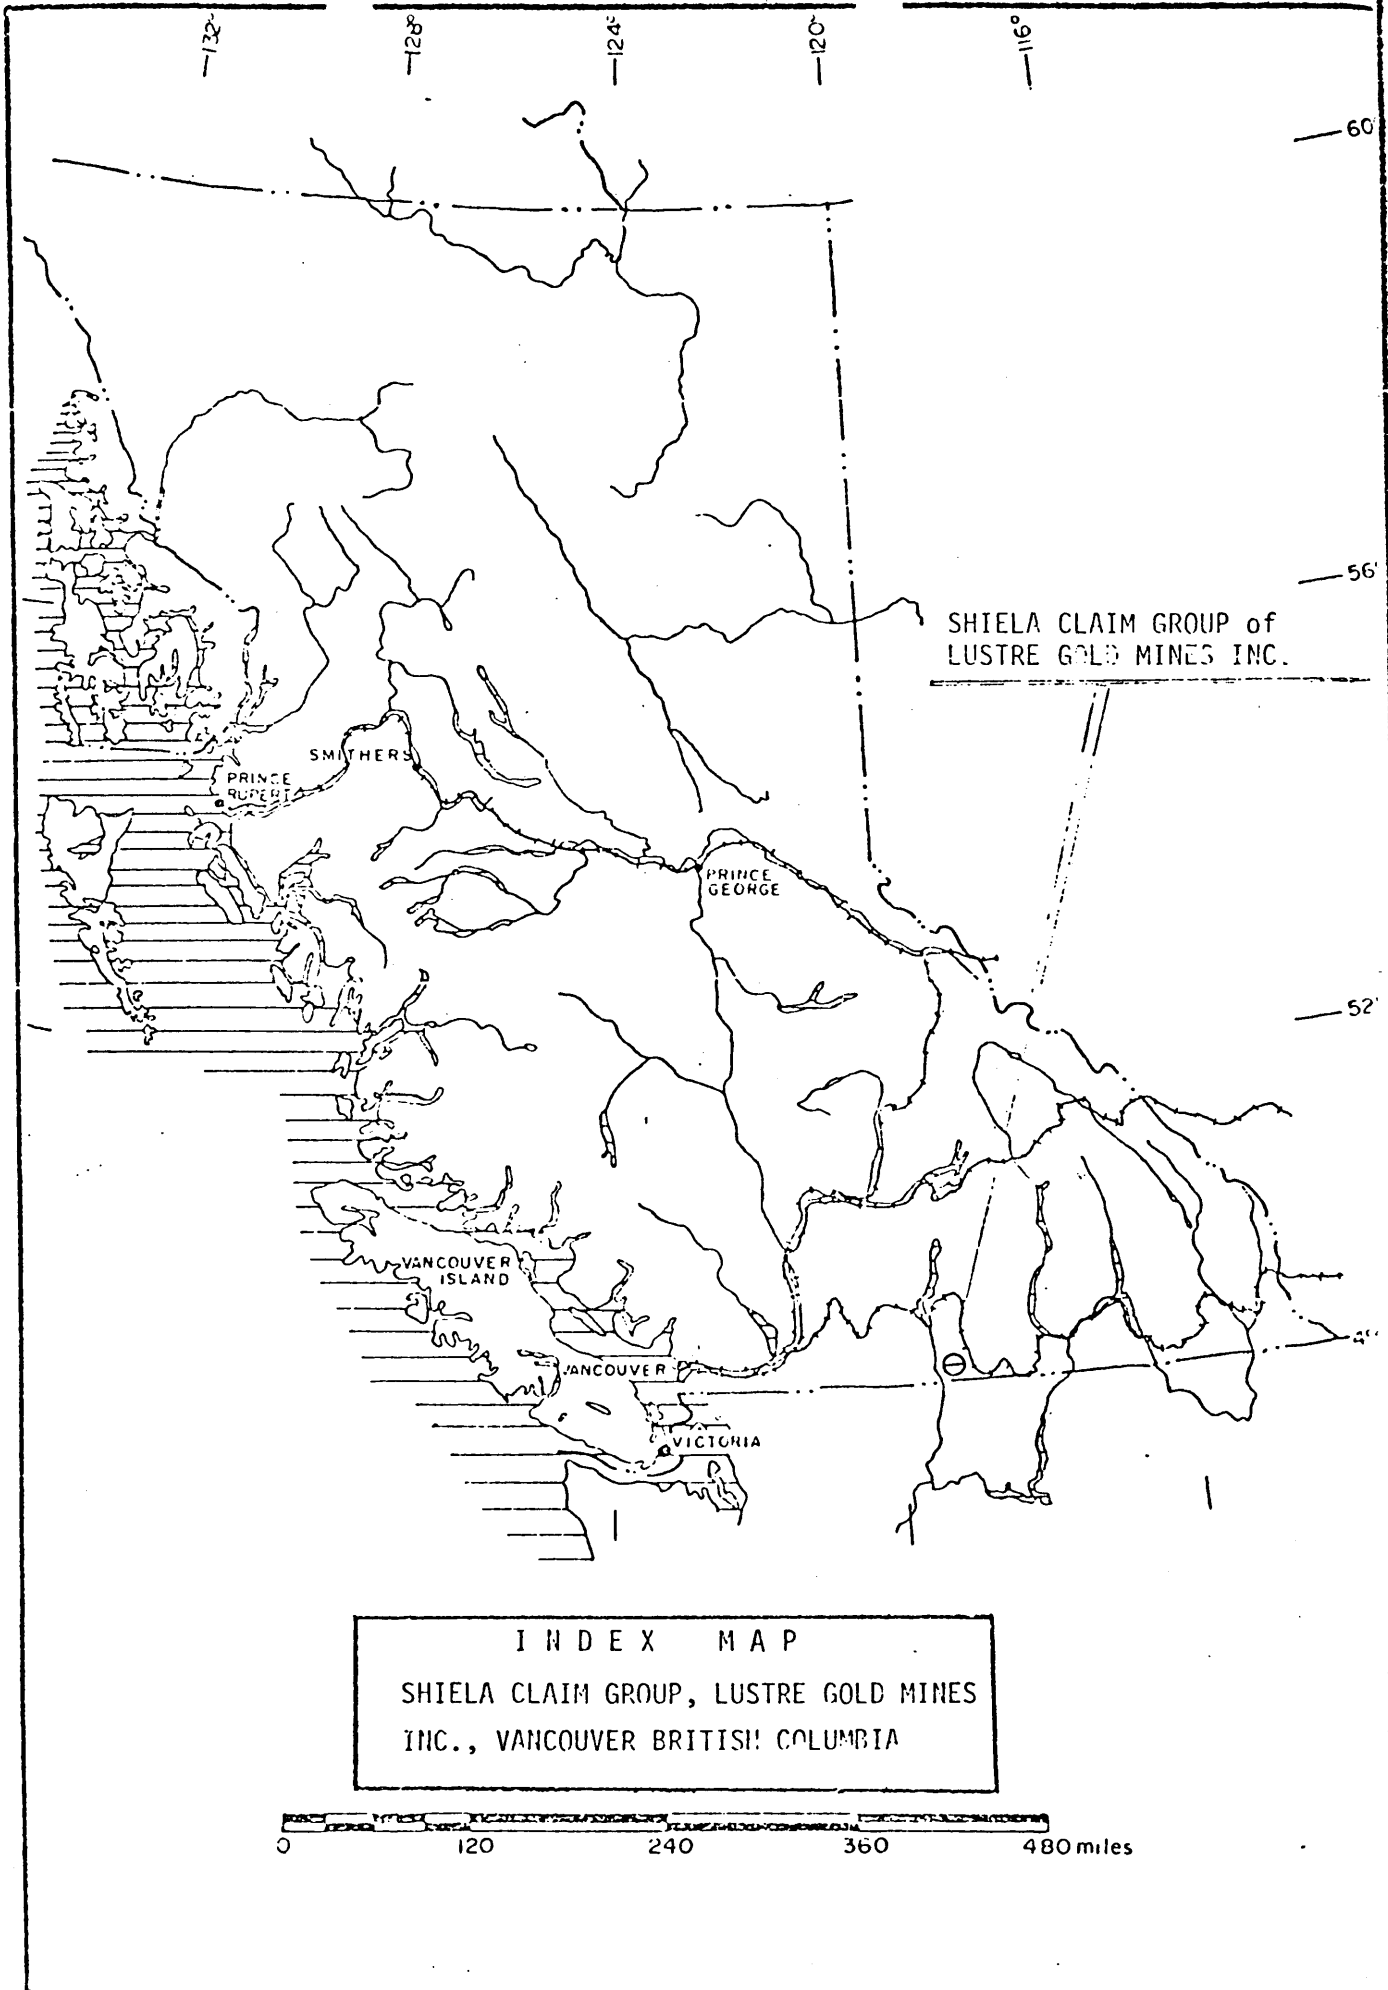 132°
128°
124°
120°
116°
60
56°
SHIELA CLAIM GROUP of
LUSTRE GOLD MINES INC.
SMITHERS
PRINCE
RUPERT
PRINCE
GEORGE
52°
VANCOUVER
ISLAND
VANCOUVER
VICTORIA
INDEX MAP
SHIELA CLAIM GROUP, LUSTRE GOLD MINES
INC., VANCOUVER BRITISH COLUMBIA
0 120 240 360 480 miles